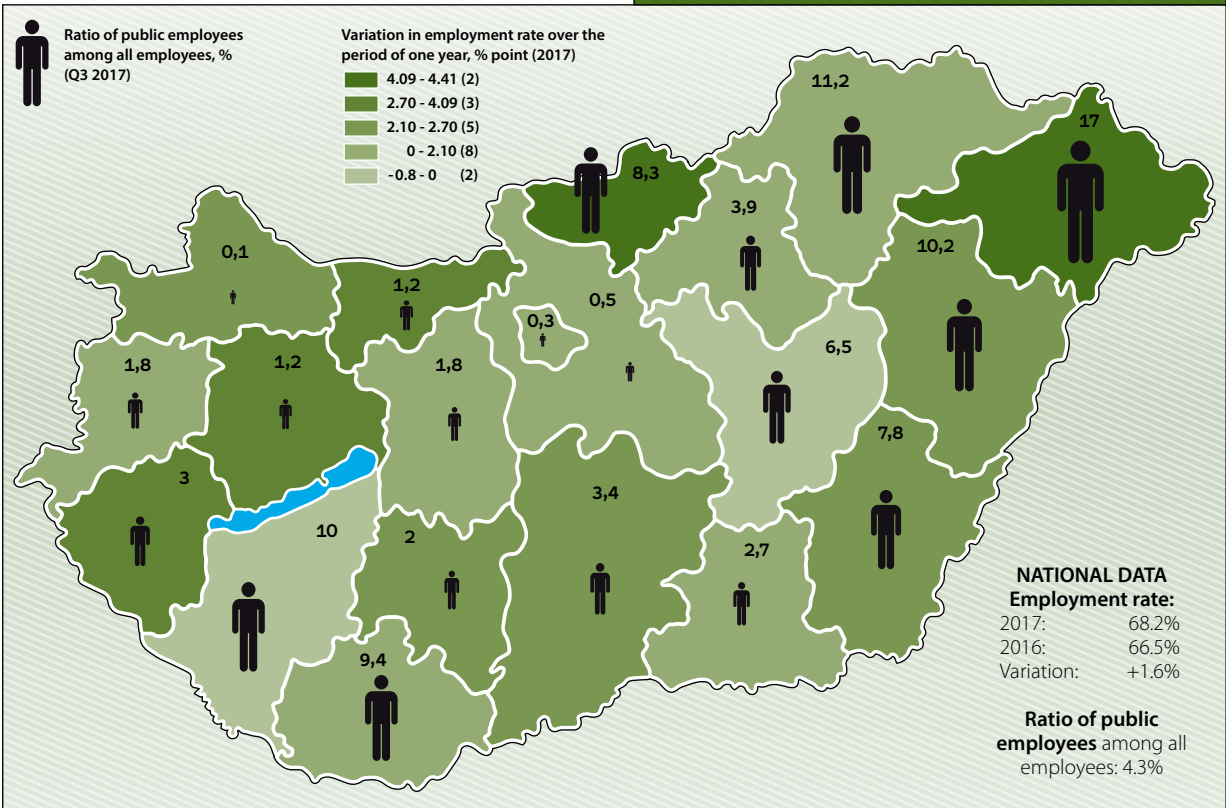 Ratio of public employees
among all employees, %
(Q3 2017)
Variation in employment rate over the
period of one year, % point (2017)
4.09 - 4.41 (2)
2.70 - 4.09 (3)
2.10 - 2.70 (5)
0 - 2.10 (8)
-0.8 - 0 (2)
11,2
17
8,3
3,9
10,2
0,1
1,2
0,5
0,3
6,5
1,8
1,2
1,8
7,8
3
3,4
10
2
2,7
9,4
NATIONAL DATA
Employment rate:
2017: 68.2%
2016: 66.5%
Variation: +1.6%
Ratio of public
employees among all
employees: 4.3%